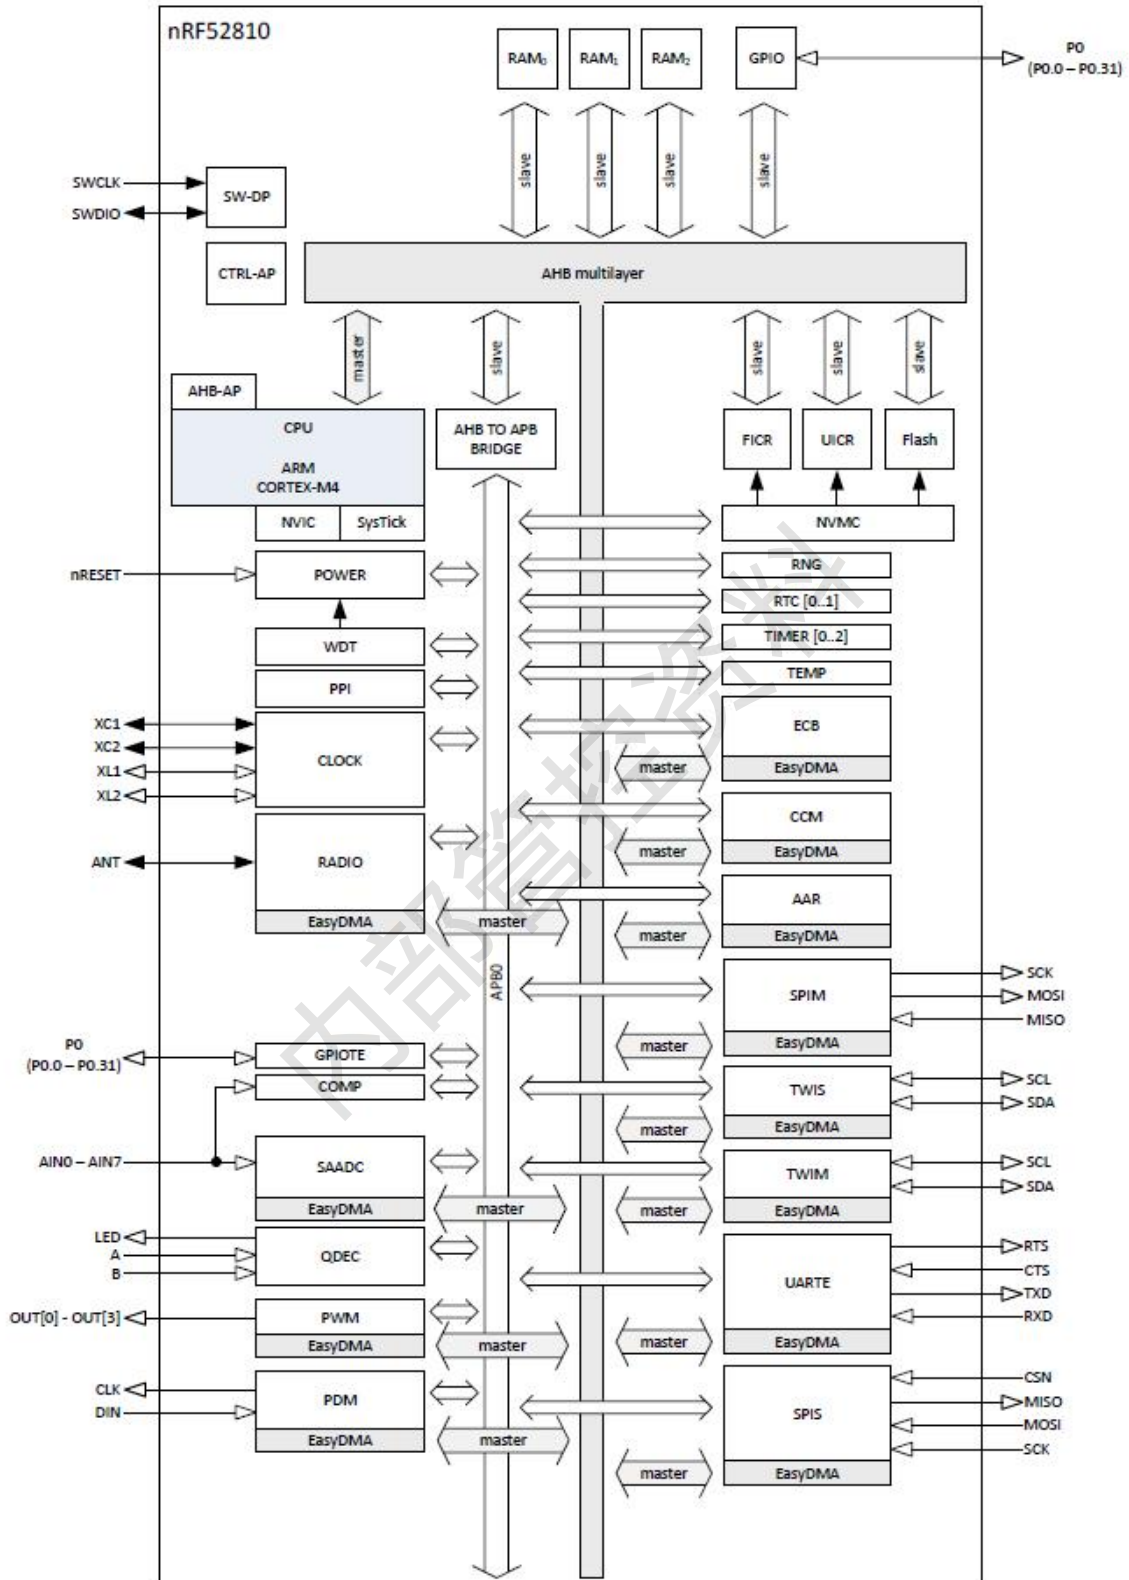 nRF52810
RAM₀ RAM₁ RAM₂ GPIO
P0
(P0.0 – P0.31)
slave slave slave slave
SWCLK
SWDIO
SW-DP
CTRL-AP
AHB multilayer
master slave slave slave slave
AHB-AP
CPU
ARM
CORTEX-M4
NVIC SysTick
AHB TO APB
BRIDGE
FICR UICR Flash
NVMC
nRESET
POWER
RNG
RTC [0..1]
WDT
TIMER [0..2]
PPI
TEMP
XC1
XC2
XL1
XL2
CLOCK
ECB
master EasyDMA
CCM
master EasyDMA
ANT
RADIO
EasyDMA master
AAR
master EasyDMA
APB0
SPIM
SCK
MOSI
MISO
master EasyDMA
P0
(P0.0 – P0.31)
GPIOTE
COMP
TWIS
SCL
SDA
master EasyDMA
AIN0 – AIN7
SAADC
EasyDMA master
TWIM
SCL
SDA
master EasyDMA
LED
A
B
QDEC
UARTE
RTS
CTS
TXD
RXD
master EasyDMA
OUT[0] - OUT[3]
PWM
EasyDMA master
CLK
DIN
PDM
EasyDMA master
SPIS
CSN
MISO
MOSI
SCK
master EasyDMA
内部管控资料